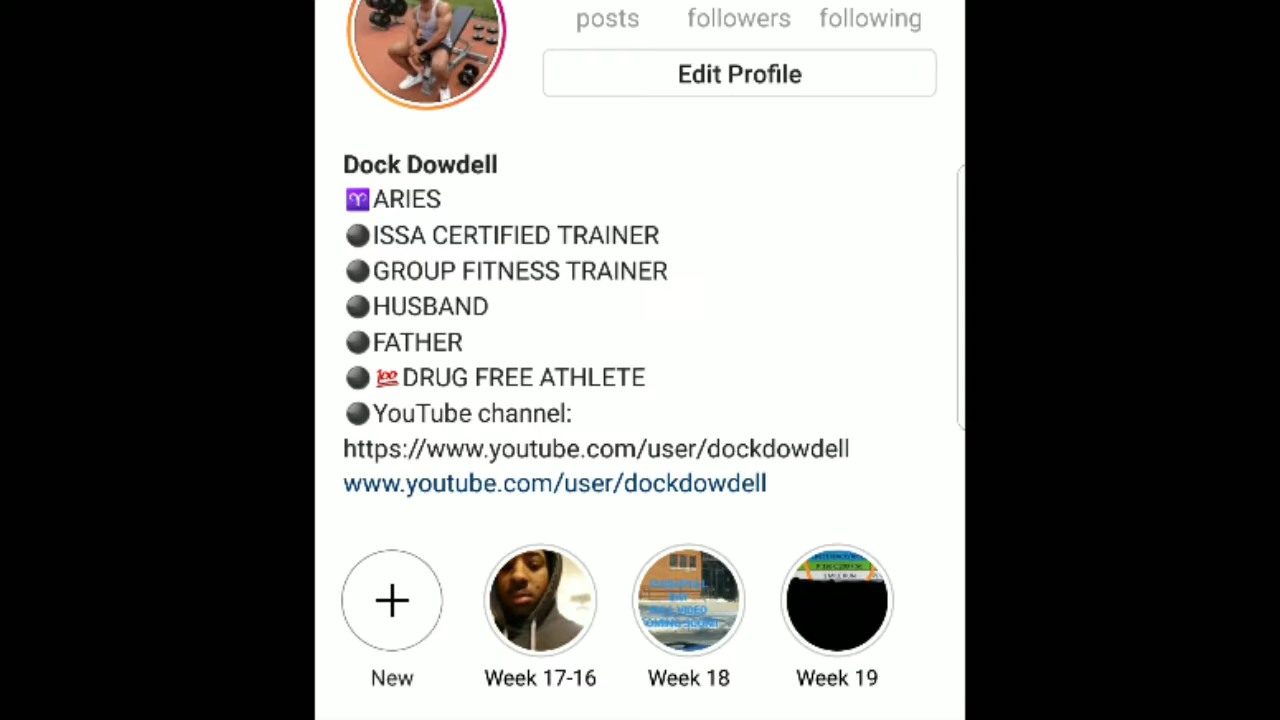 posts followers following
Edit Profile
Dock Dowdell
♈ARIES
⚫ISSA CERTIFIED TRAINER
⚫GROUP FITNESS TRAINER
⚫HUSBAND
⚫FATHER
⚫💯DRUG FREE ATHLETE
⚫YouTube channel:
https://www.youtube.com/user/dockdowdell
www.youtube.com/user/dockdowdell
New Week 17-16 Week 18 Week 19